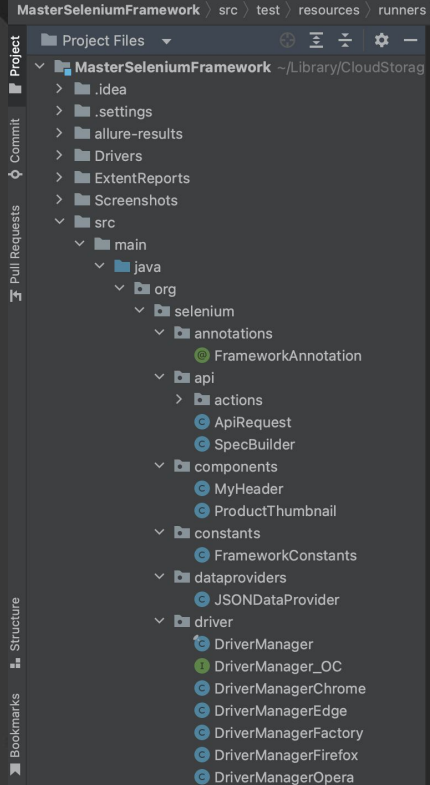 MasterSeleniumFramework > src > test > resources > runners
Project Files
MasterSeleniumFramework ~/Library/CloudStorag
.idea
.settings
allure-results
Drivers
ExtentReports
Screenshots
src
main
java
org
selenium
annotations
FrameworkAnnotation
api
actions
ApiRequest
SpecBuilder
components
MyHeader
ProductThumbnail
constants
FrameworkConstants
dataproviders
JSONDataProvider
driver
DriverManager
DriverManager_OC
DriverManagerChrome
DriverManagerEdge
DriverManagerFactory
DriverManagerFirefox
DriverManagerOpera
Project
Commit
Pull Requests
Structure
Bookmarks